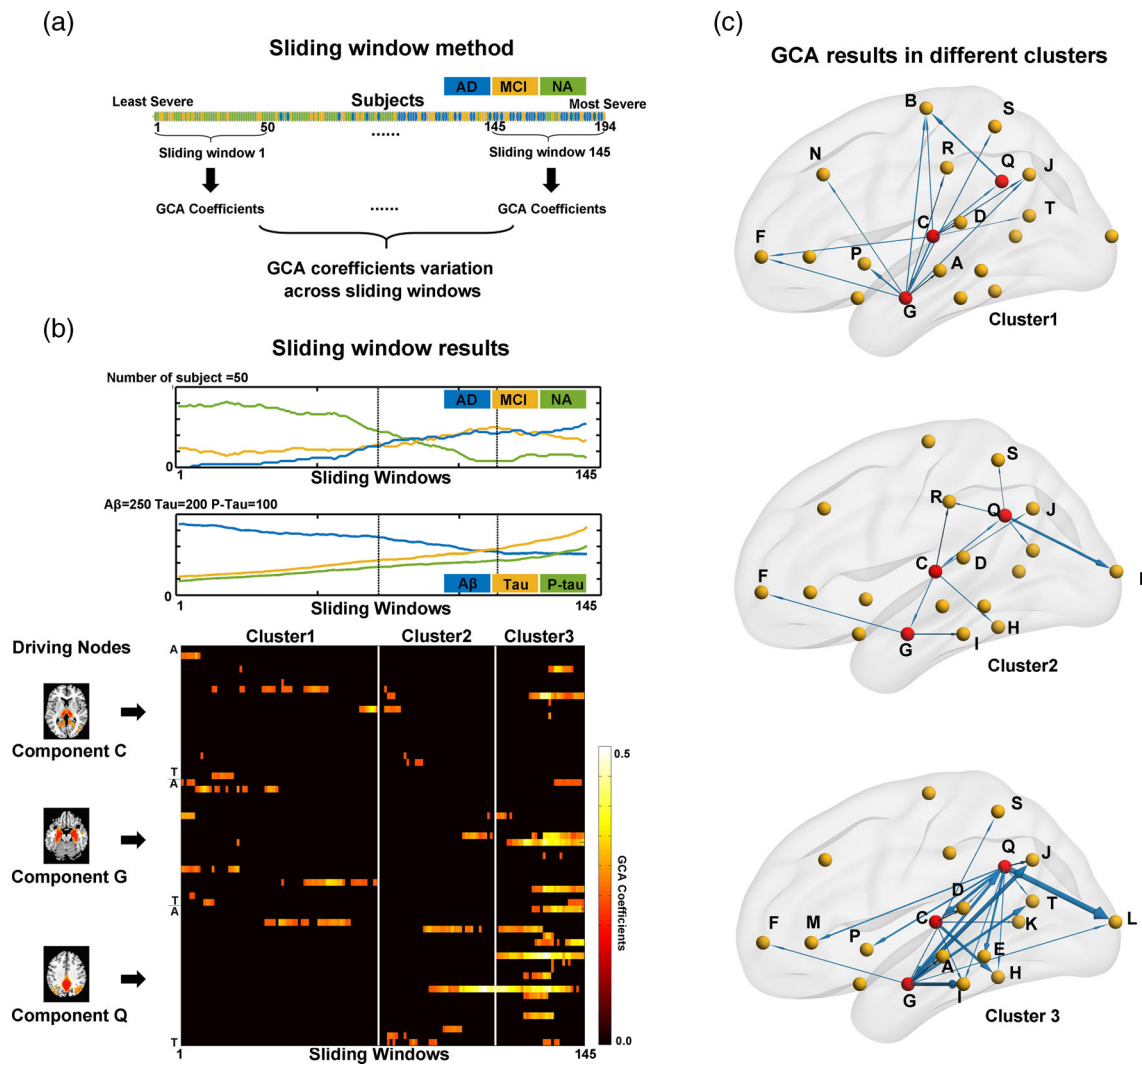 (a)
Sliding window method
AD MCI NA
Least Severe Subjects Most Severe
1 50 ...... 145 194
Sliding window 1 Sliding window 145
GCA Coefficients ...... GCA Coefficients
GCA corefficients variation
across sliding windows
(b)
Sliding window results
Number of subject =50
AD MCI NA
0
1 Sliding Windows 145
Aβ=250 Tau=200 P-Tau=100
Aβ Tau P-tau
0
1 Sliding Windows 145
Cluster1 Cluster2 Cluster3
Driving Nodes
A
Component C
T
A
Component G
T
A
Component Q
T
1 Sliding Windows 145
0.5
GCA Coefficients
0.0
(c)
GCA results in different clusters
B S
N R Q J
C D T
F P A
G
Cluster1
S
R Q J
C D
F
G I H
Cluster2
S
Q J
D T
F M P C K L
A E
G I H
Cluster 3